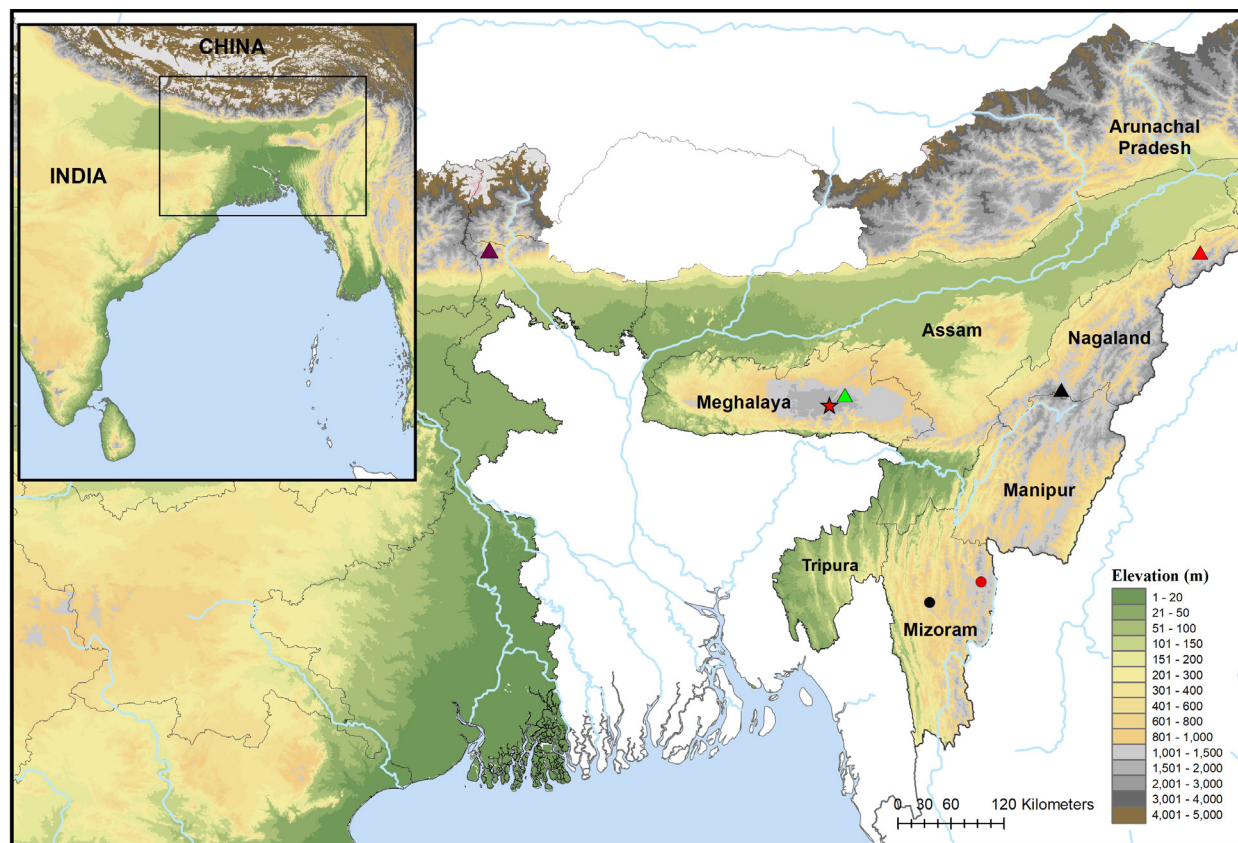 CHINA
INDIA
Arunachal
Pradesh
Assam
Nagaland
Meghalaya
Manipur
Tripura
Mizoram
Elevation (m)
1 - 20
21 - 50
51 - 100
101 - 150
151 - 200
201 - 300
301 - 400
401 - 600
601 - 800
801 - 1,000
1,001 - 1,500
1,501 - 2,000
2,001 - 3,000
3,001 - 4,000
4,001 - 5,000
0 30 60 120 Kilometers